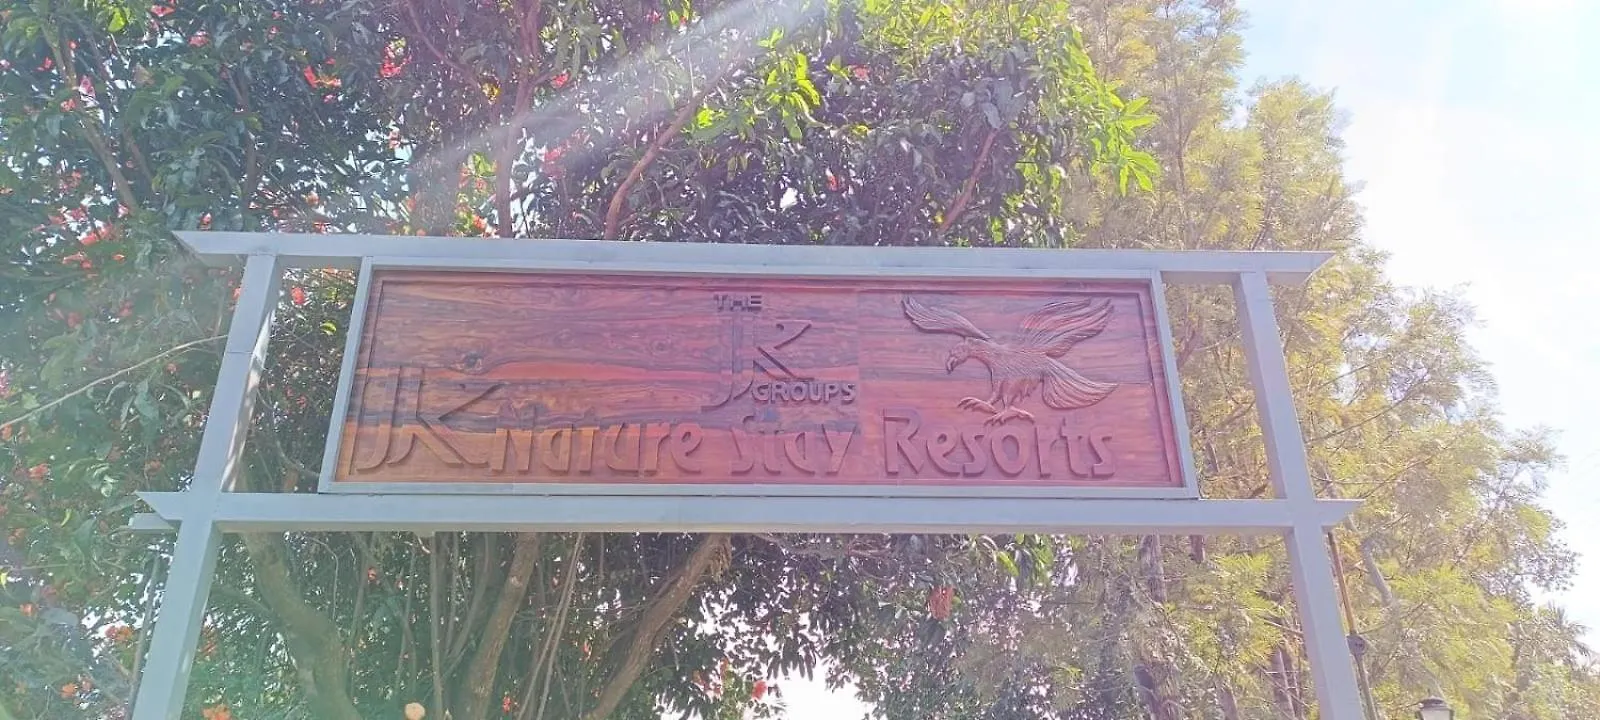 THE
JK
GROUPS
JK Nature Stay Resorts